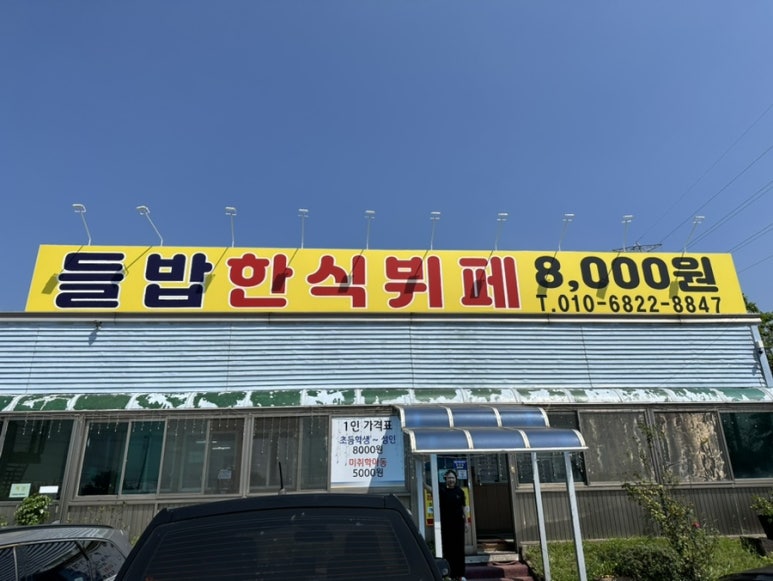 들밥한식뷔페 8,000원
T.010-6822-8847
1인 가격표
초등학생~성인
8000원
미취학아동
5000원